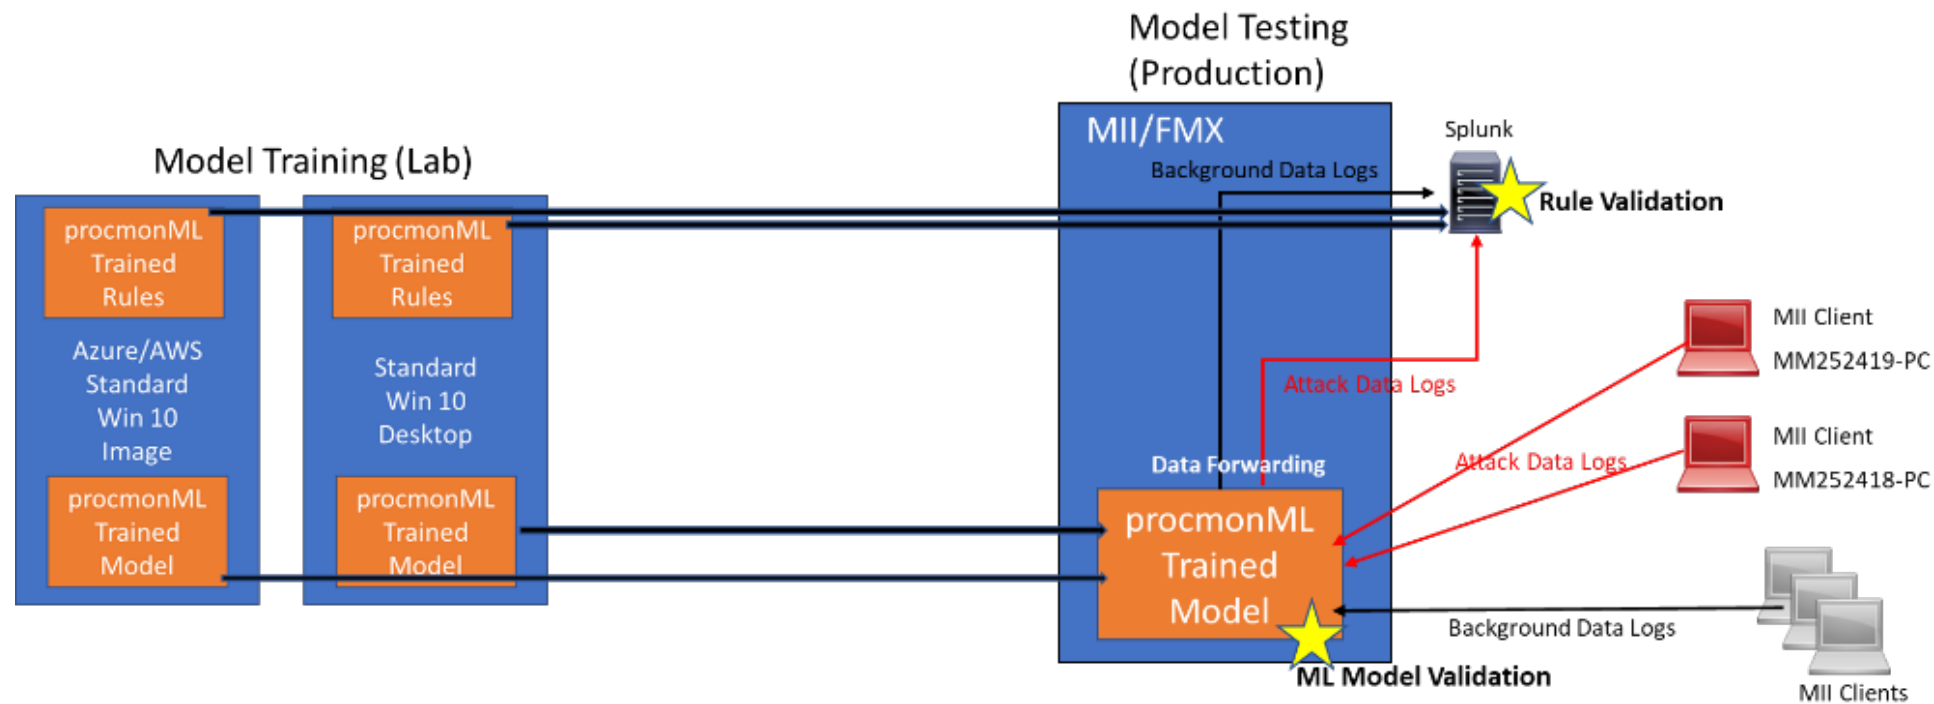 Model Testing
(Production)
Model Training (Lab)
procmonML
Trained
Rules
Azure/AWS
Standard
Win 10
Image
procmonML
Trained
Model
procmonML
Trained
Rules
Standard
Win 10
Desktop
procmonML
Trained
Model
MII/FMX
Background Data Logs
Splunk
Rule Validation
Attack Data Logs
Data Forwarding
procmonML
Trained
Model
ML Model Validation
MII Client
MM252419-PC
MII Client
MM252418-PC
Attack Data Logs
Background Data Logs
MII Clients